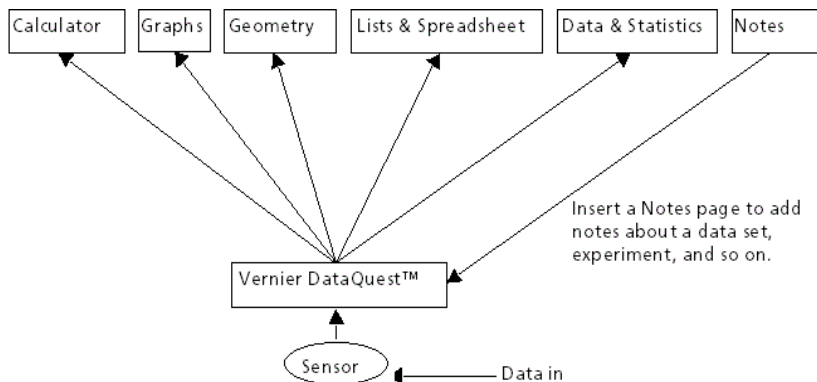 Calculator
Graphs
Geometry
Lists & Spreadsheet
Data & Statistics
Notes
Insert a Notes page to add
notes about a data set,
experiment, and so on.
Vernier DataQuest™
Sensor
Data in